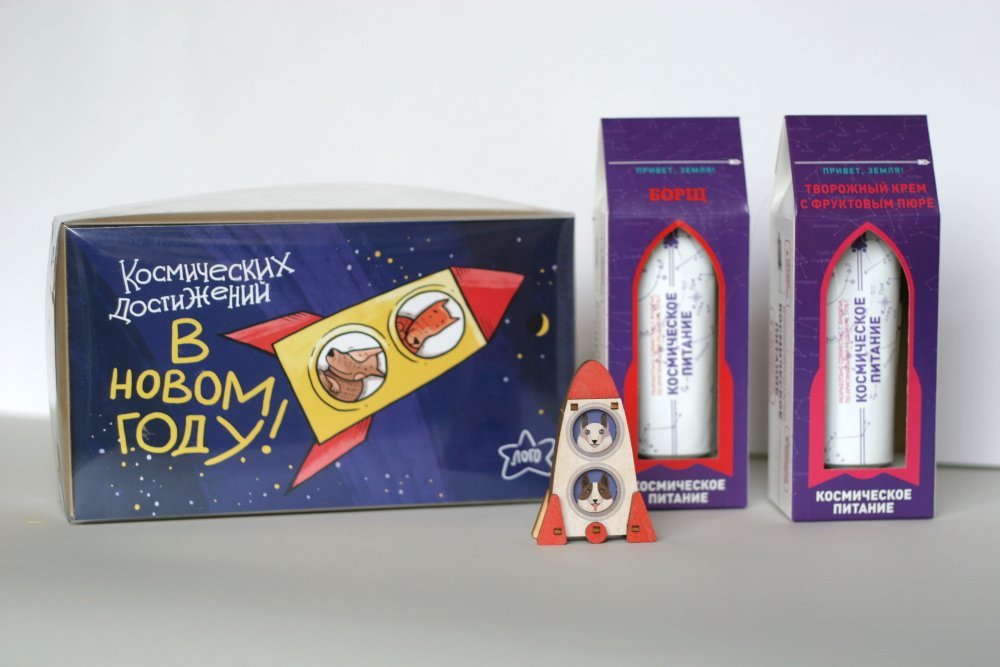 Космических
достижений
В
НОВОМ
ГОДУ!
ЛОГО
ПРИВЕТ, ЗЕМЛЯ!
БОРЩ
КОСМИЧЕСКОЕ
ПИТАНИЕ
КОСМИЧЕСКОЕ
ПИТАНИЕ
ПРИВЕТ, ЗЕМЛЯ!
ТВОРОЖНЫЙ КРЕМ
С ФРУКТОВЫМ ПЮРЕ
КОСМИЧЕСКОЕ
ПИТАНИЕ
КОСМИЧЕСКОЕ
ПИТАНИЕ